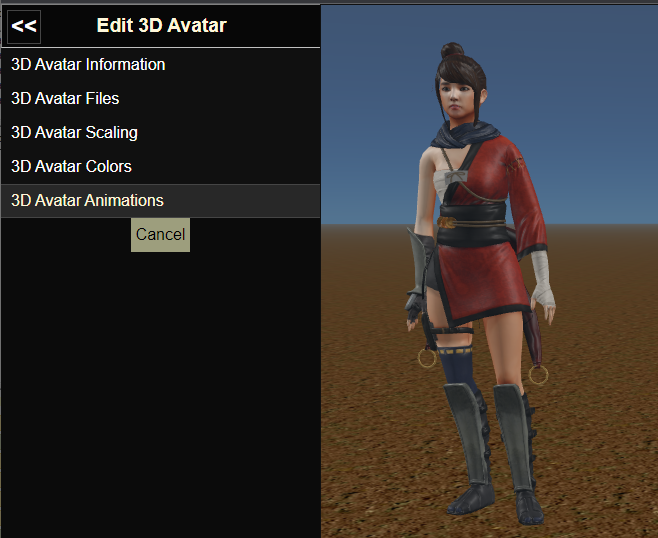 << Edit 3D Avatar
3D Avatar Information
3D Avatar Files
3D Avatar Scaling
3D Avatar Colors
3D Avatar Animations
Cancel